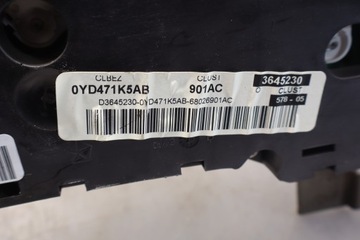 CLBEZ CLUST 3645230
0YD471K5AB 901AC D CLUST
D3645230-0YD471K5AB-68026901AC 578 - 05